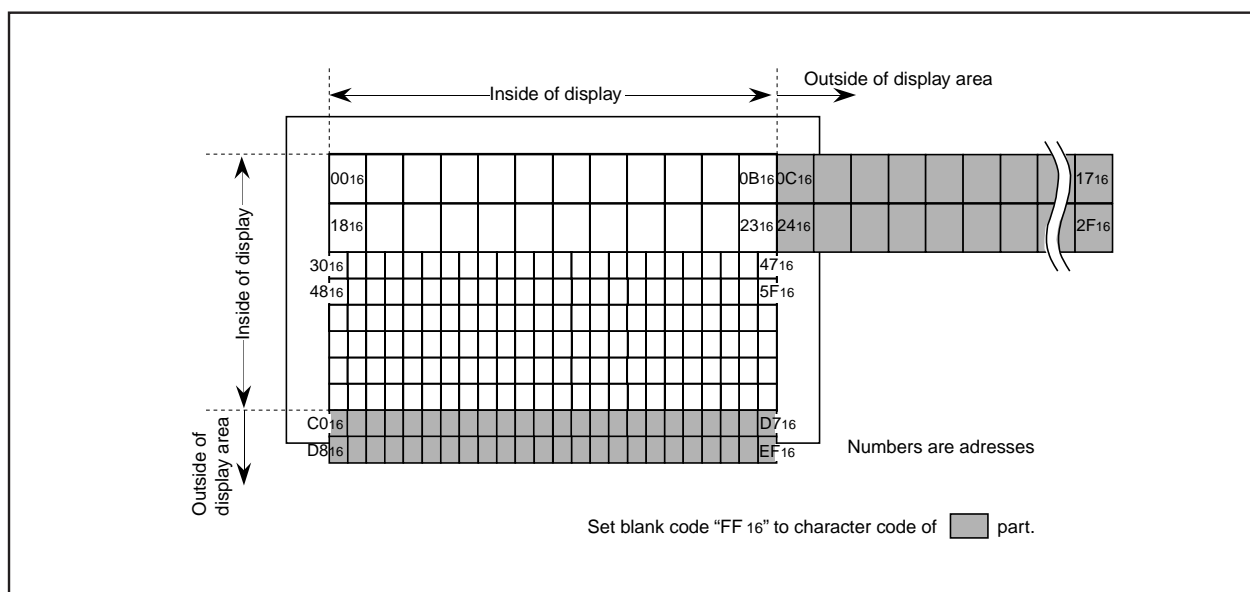 Outside of display area
Inside of display
0016 0B16 0C16 1716
1816 2316 2416 2F16
3016 4716
4816 5F16
Inside of display
C016 D716
D816 EF16
Outside of
display area
Numbers are adresses
Set blank code “FF 16” to character code of part.